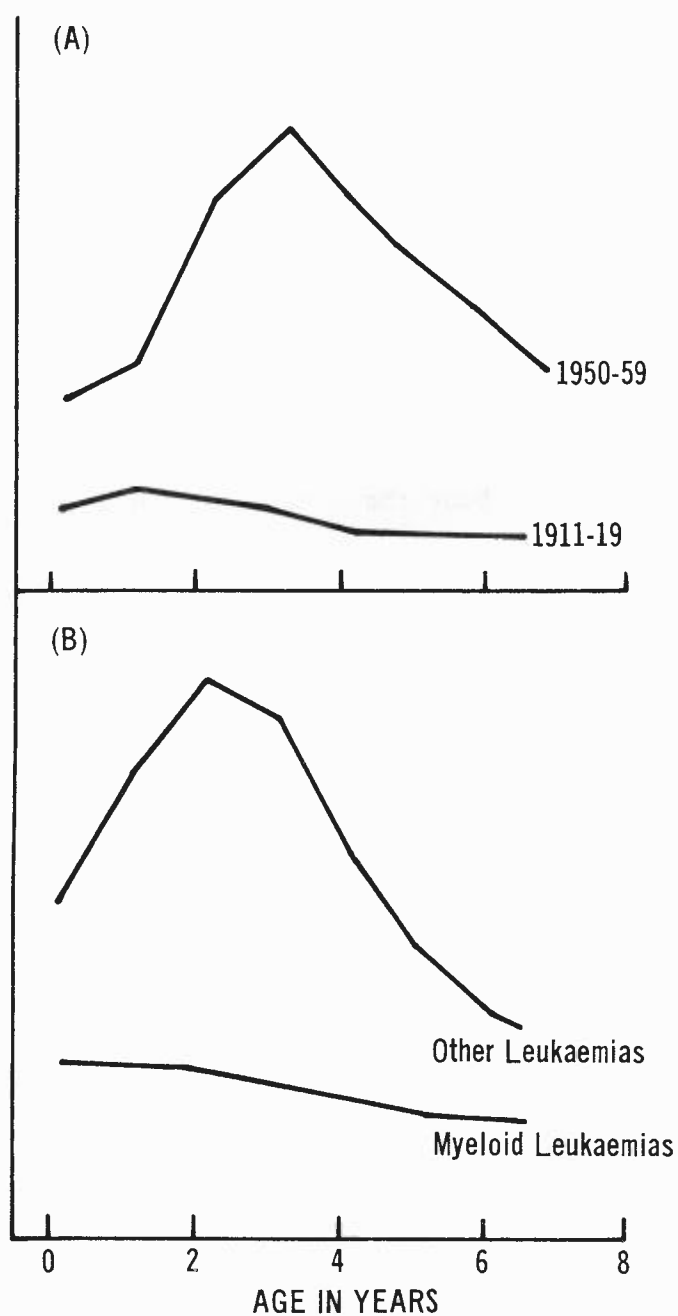 (A)
1950-59
1911-19
(B)
Other Leukaemias
Myeloid Leukaemias
0 2 4 6 8
AGE IN YEARS